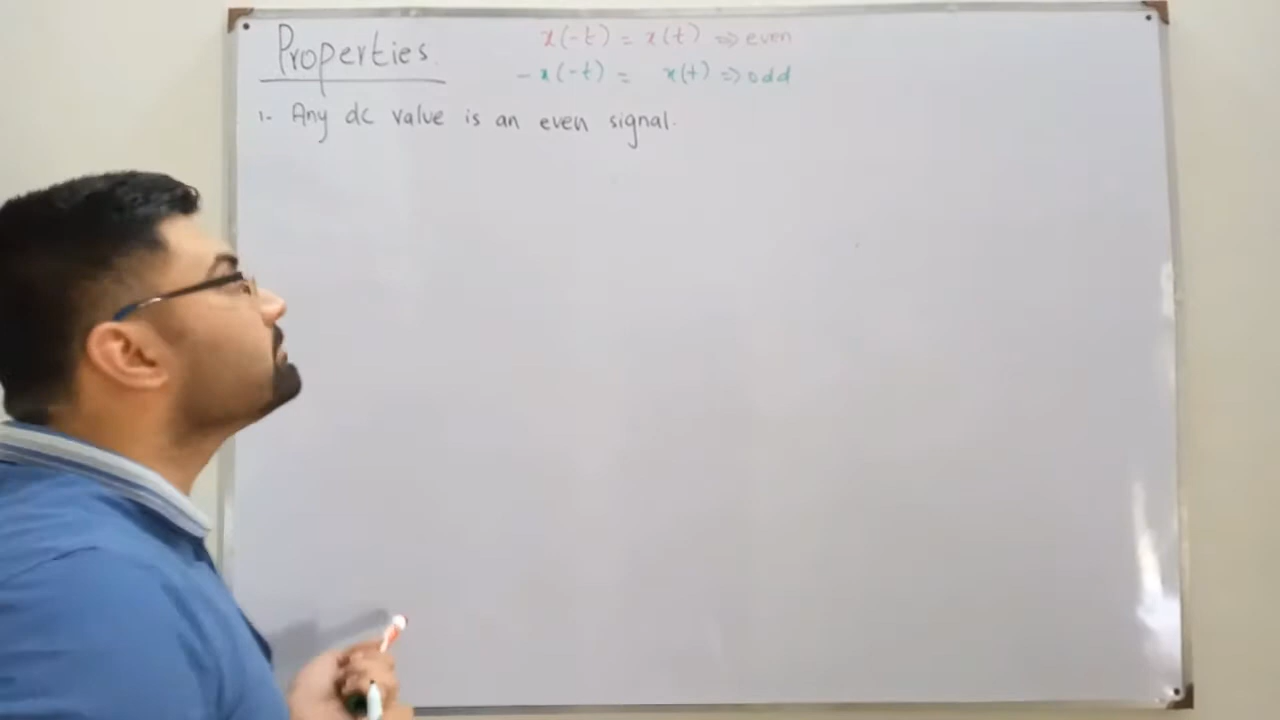 Properties.
x(-t) = x(t) ⇒ even
-x(-t) = x(t) ⇒ odd
1. Any dc value is an even signal.